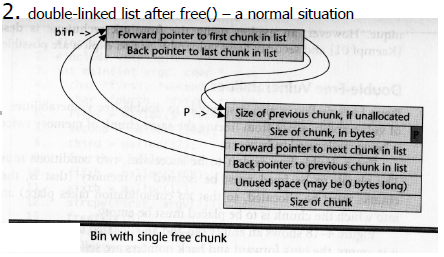 2. double-linked list after free() – a normal situation
bin ->
Forward pointer to first chunk in list
Back pointer to last chunk in list
P ->
Size of previous chunk, if unallocated
Size of chunk, in bytes
P
Forward pointer to next chunk in list
Back pointer to previous chunk in list
Unused space (may be 0 bytes long)
Size of chunk
Bin with single free chunk